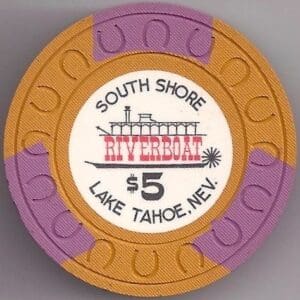 SOUTH SHORE
RIVERBOAT
$5
LAKE TAHOE, NEV.